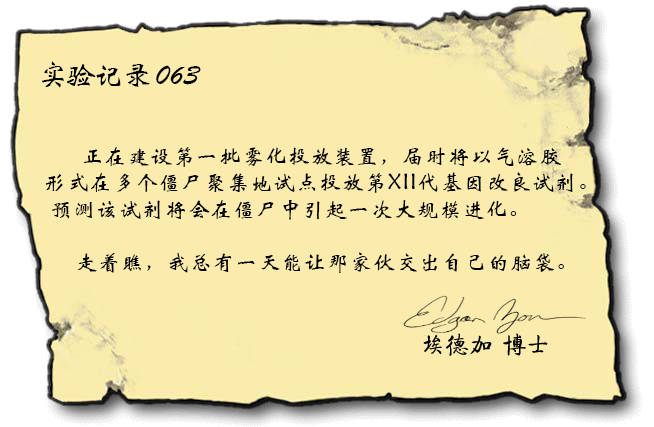 实验记录063
正在建设第一批雾化投放装置，届时将以气溶胶
形式在多个僵尸聚集地试点投放第XII代基因改良试剂。
预测该试剂将会在僵尸中引起一次大规模进化。
走着瞧，我总有一天能让那家伙交出自己的脑袋。
埃德加 博士